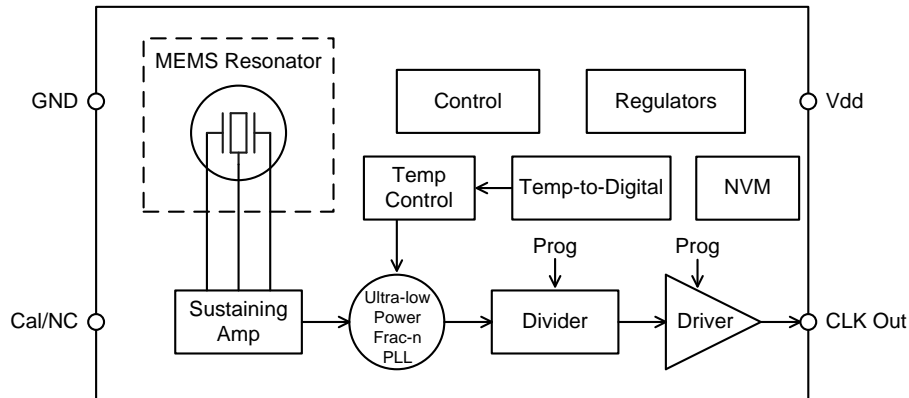 MEMS Resonator
GND
Control
Regulators
Vdd
Temp
Control
Temp-to-Digital
NVM
Prog
Prog
Cal/NC
Sustaining
Amp
Ultra-low
Power
Frac-n
PLL
Divider
Driver
CLK Out